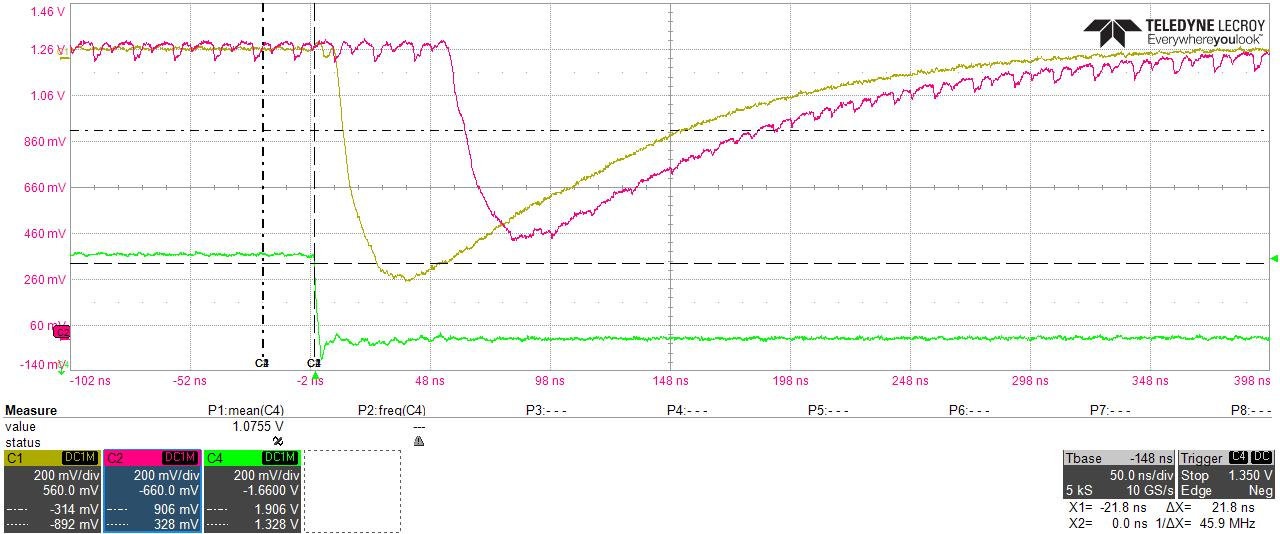 1.46 V
TELEDYNE LECROY
Everywhereyoulook™
1.26 V
C1
1.06 V
860 mV
660 mV
460 mV
260 mV
60 mV
C2
-140 mV
C4
-102 ns -52 ns -2 ns 48 ns 98 ns 148 ns 198 ns 248 ns 298 ns 348 ns 398 ns
Measure P1:mean(C4) P2:freq(C4) P3:- - - P4:- - - P5:- - - P6:- - - P7:- - - P8:- - -
value 1.0755 V ---
status
C1 DC1M C2 DC1M C4 DC1M
200 mV/div 200 mV/div 200 mV/div
560.0 mV -660.0 mV -1.6600 V
-314 mV 906 mV 1.906 V
-892 mV 328 mV 1.328 V
Tbase -148 ns Trigger C4 DC
50.0 ns/div Stop 1.350 V
5 kS 10 GS/s Edge Neg
X1= -21.8 ns ΔX= 21.8 ns
X2= 0.0 ns 1/ΔX= 45.9 MHz